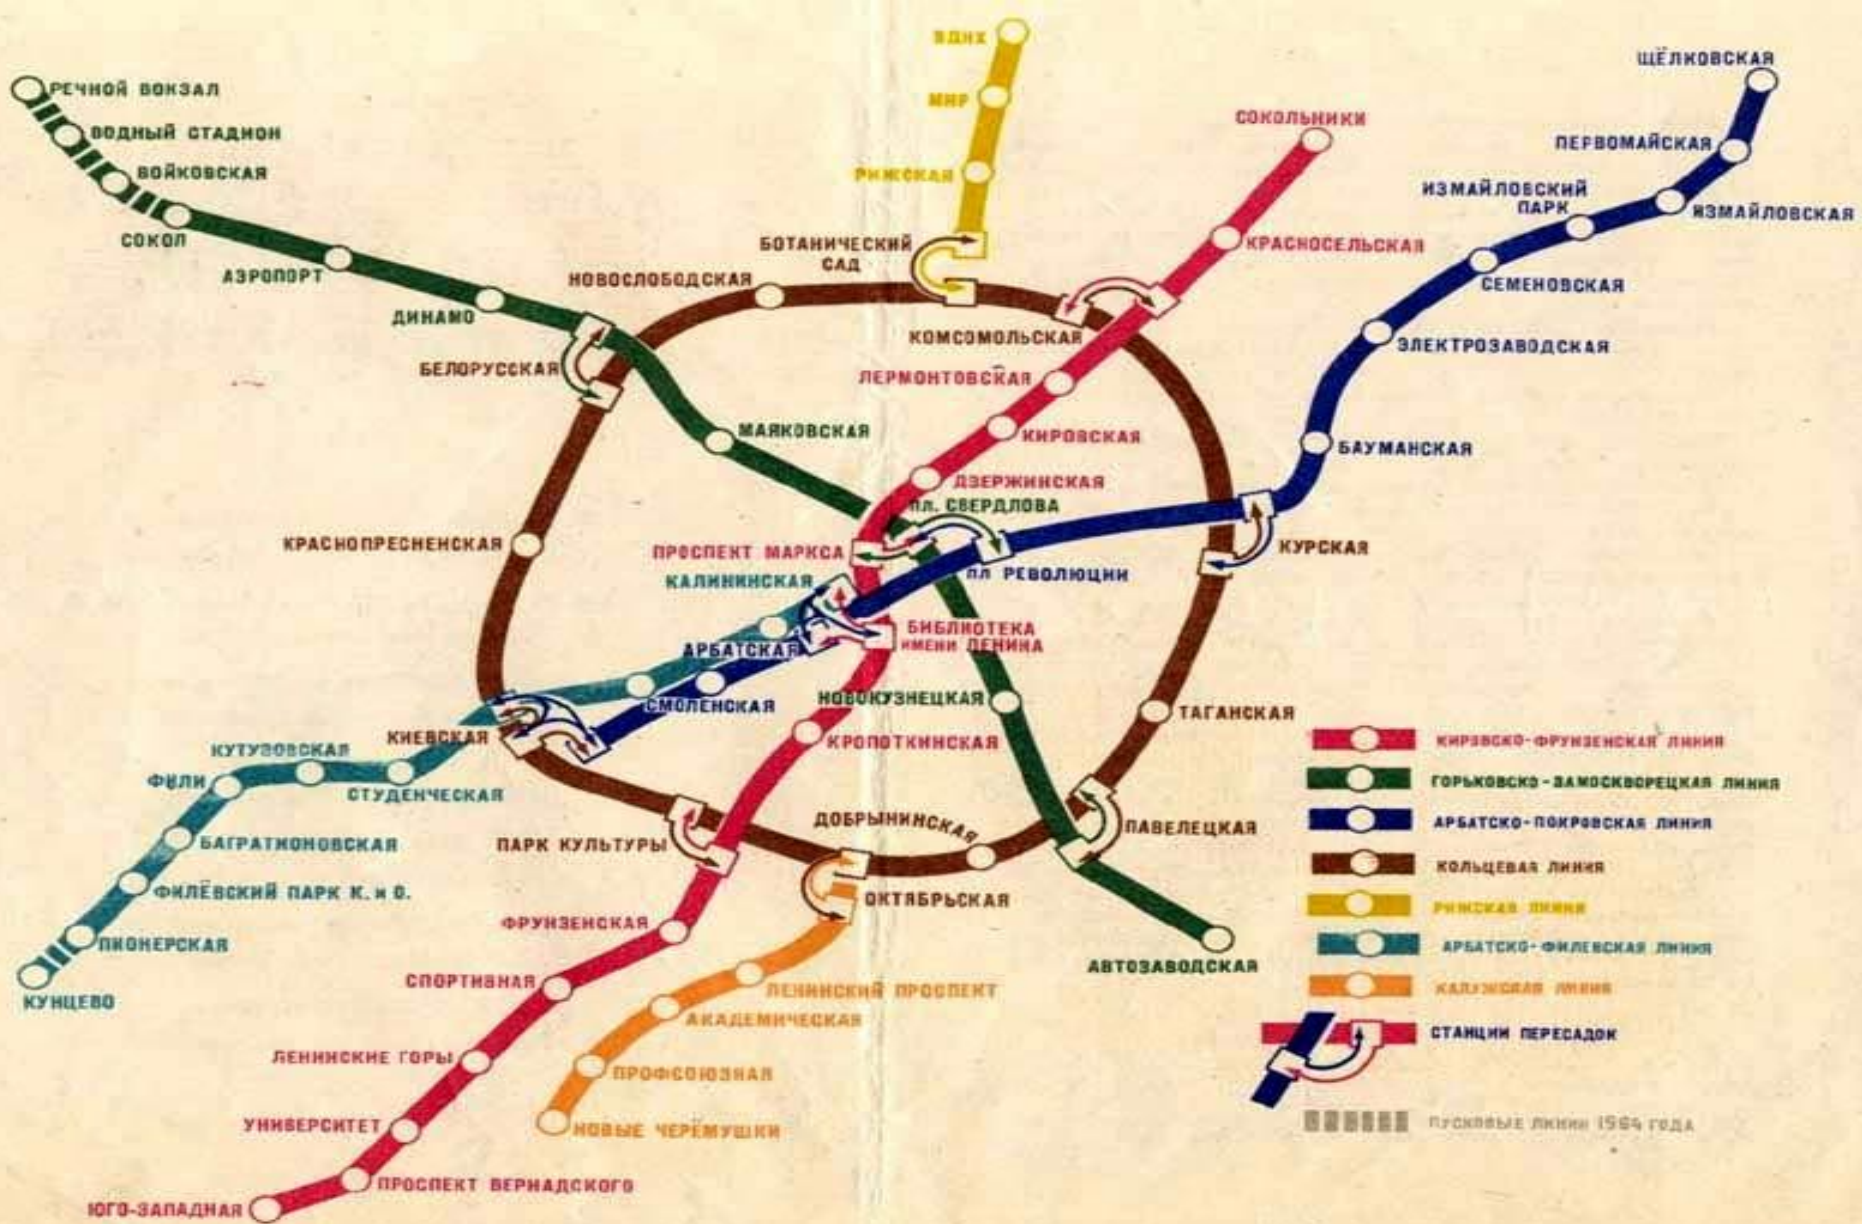 ВДНХ
МИР
РИЖСКАЯ
БОТАНИЧЕСКИЙ
САД
РЕЧНОЙ ВОКЗАЛ
ВОДНЫЙ СТАДИОН
ВОЙКОВСКАЯ
СОКОЛ
АЭРОПОРТ
ДИНАМО
БЕЛОРУССКАЯ
НОВОСЛОБОДСКАЯ
МАЯКОВСКАЯ
КРАСНОПРЕСНЕНСКАЯ
ЩЁЛКОВСКАЯ
ПЕРВОМАЙСКАЯ
ИЗМАЙЛОВСКИЙ
ПАРК
ИЗМАЙЛОВСКАЯ
СЕМЕНОВСКАЯ
ЭЛЕКТРОЗАВОДСКАЯ
БАУМАНСКАЯ
КУРСКАЯ
СОКОЛЬНИКИ
КРАСНОСЕЛЬСКАЯ
КОМСОМОЛЬСКАЯ
ЛЕРМОНТОВСКАЯ
КИРОВСКАЯ
ДЗЕРЖИНСКАЯ
пл. СВЕРДЛОВА
ПРОСПЕКТ МАРКСА
пл РЕВОЛЮЦИИ
КАЛИНИНСКАЯ
АРБАТСКАЯ
БИБЛИОТЕКА
ИМЕНИ ЛЕНИНА
СМОЛЕНСКАЯ
НОВОКУЗНЕЦКАЯ
ТАГАНСКАЯ
КИЕВСКАЯ
КРОПОТКИНСКАЯ
КУТУЗОВСКАЯ
ФИЛИ
СТУДЕНЧЕСКАЯ
БАГРАТИОНОВСКАЯ
ФИЛЁВСКИЙ ПАРК К. и О.
ПИОНЕРСКАЯ
КУНЦЕВО
ПАРК КУЛЬТУРЫ
ДОБРЫНИНСКАЯ
ПАВЕЛЕЦКАЯ
ОКТЯБРЬСКАЯ
АВТОЗАВОДСКАЯ
ФРУНЗЕНСКАЯ
СПОРТИВНАЯ
ЛЕНИНСКИЕ ГОРЫ
УНИВЕРСИТЕТ
ПРОСПЕКТ ВЕРНАДСКОГО
ЮГО-ЗАПАДНАЯ
ЛЕНИНСКИЙ ПРОСПЕКТ
АКАДЕМИЧЕСКАЯ
ПРОФСОЮЗНАЯ
НОВЫЕ ЧЕРЁМУШКИ
КИРОВСКО-ФРУНЗЕНСКАЯ ЛИНИЯ
ГОРЬКОВСКО-ЗАМОСКВОРЕЦКАЯ ЛИНИЯ
АРБАТСКО-ПОКРОВСКАЯ ЛИНИЯ
КОЛЬЦЕВАЯ ЛИНИЯ
РИЖСКАЯ ЛИНИЯ
АРБАТСКО-ФИЛЕВСКАЯ ЛИНИЯ
КАЛУЖСКАЯ ЛИНИЯ
СТАНЦИИ ПЕРЕСАДОК
ПУСКОВЫЕ ЛИНИИ 1964 ГОДА